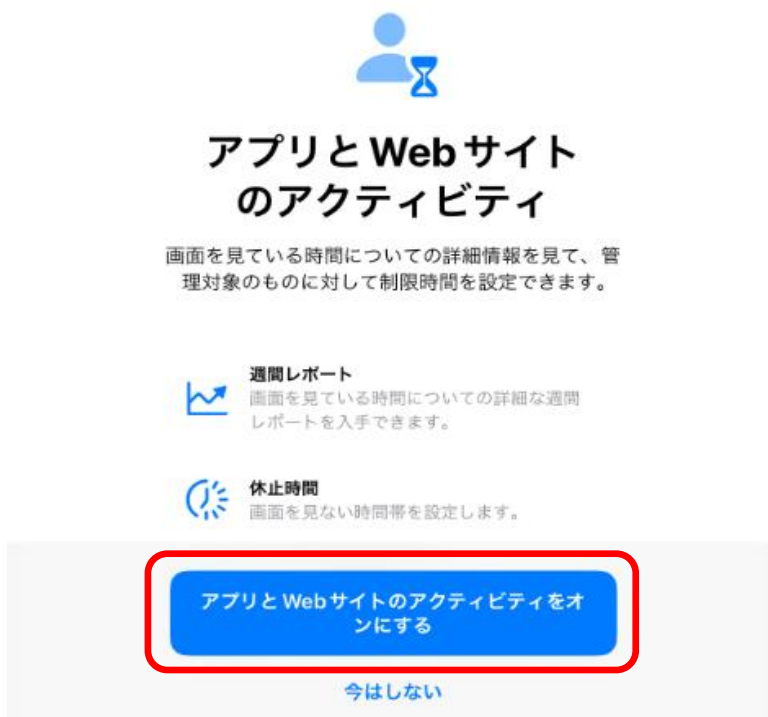 アプリと Web サイト
のアクティビティ
画面を見ている時間についての詳細情報を見て、管
理対象のものに対して制限時間を設定できます。
週間レポート
画面を見ている時間についての詳細な週間
レポートを入手できます。
休止時間
画面を見ない時間帯を設定します。
アプリと Web サイトのアクティビティをオ
ンにする
今はしない